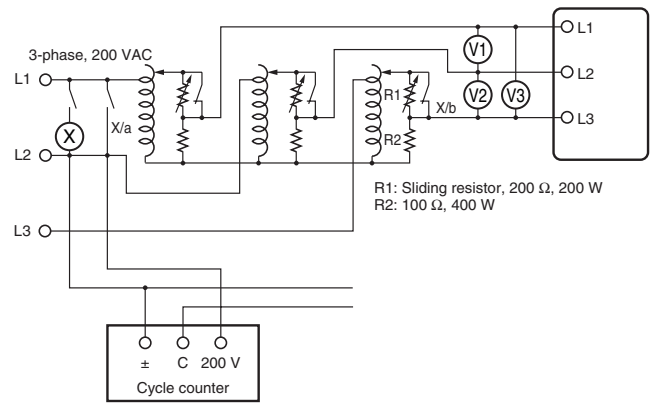 3-phase, 200 VAC
L1
L2
L3
X
X/a
R1
R2
X/b
V1
V2
V3
L1
L2
L3
R1: Sliding resistor, 200 Ω, 200 W
R2: 100 Ω, 400 W
± C 200 V
Cycle counter